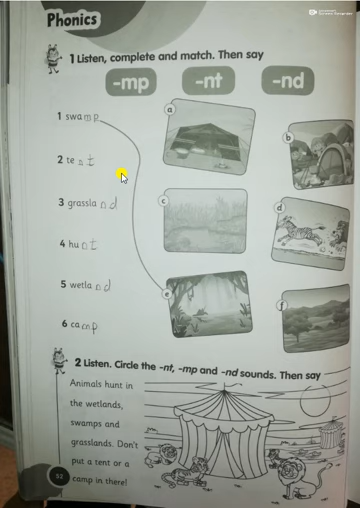 Phonics
1 Listen, complete and match. Then say
-mp -nt -nd
1 swamp
2 tent
3 grassland
4 hunt
5 wetland
6 camp
a
b
c
d
e
f
2 Listen. Circle the -nt, -mp and -nd sounds. Then say
Animals hunt in
the wetlands,
swamps and
grasslands. Don't
put a tent or a
camp in there!
52